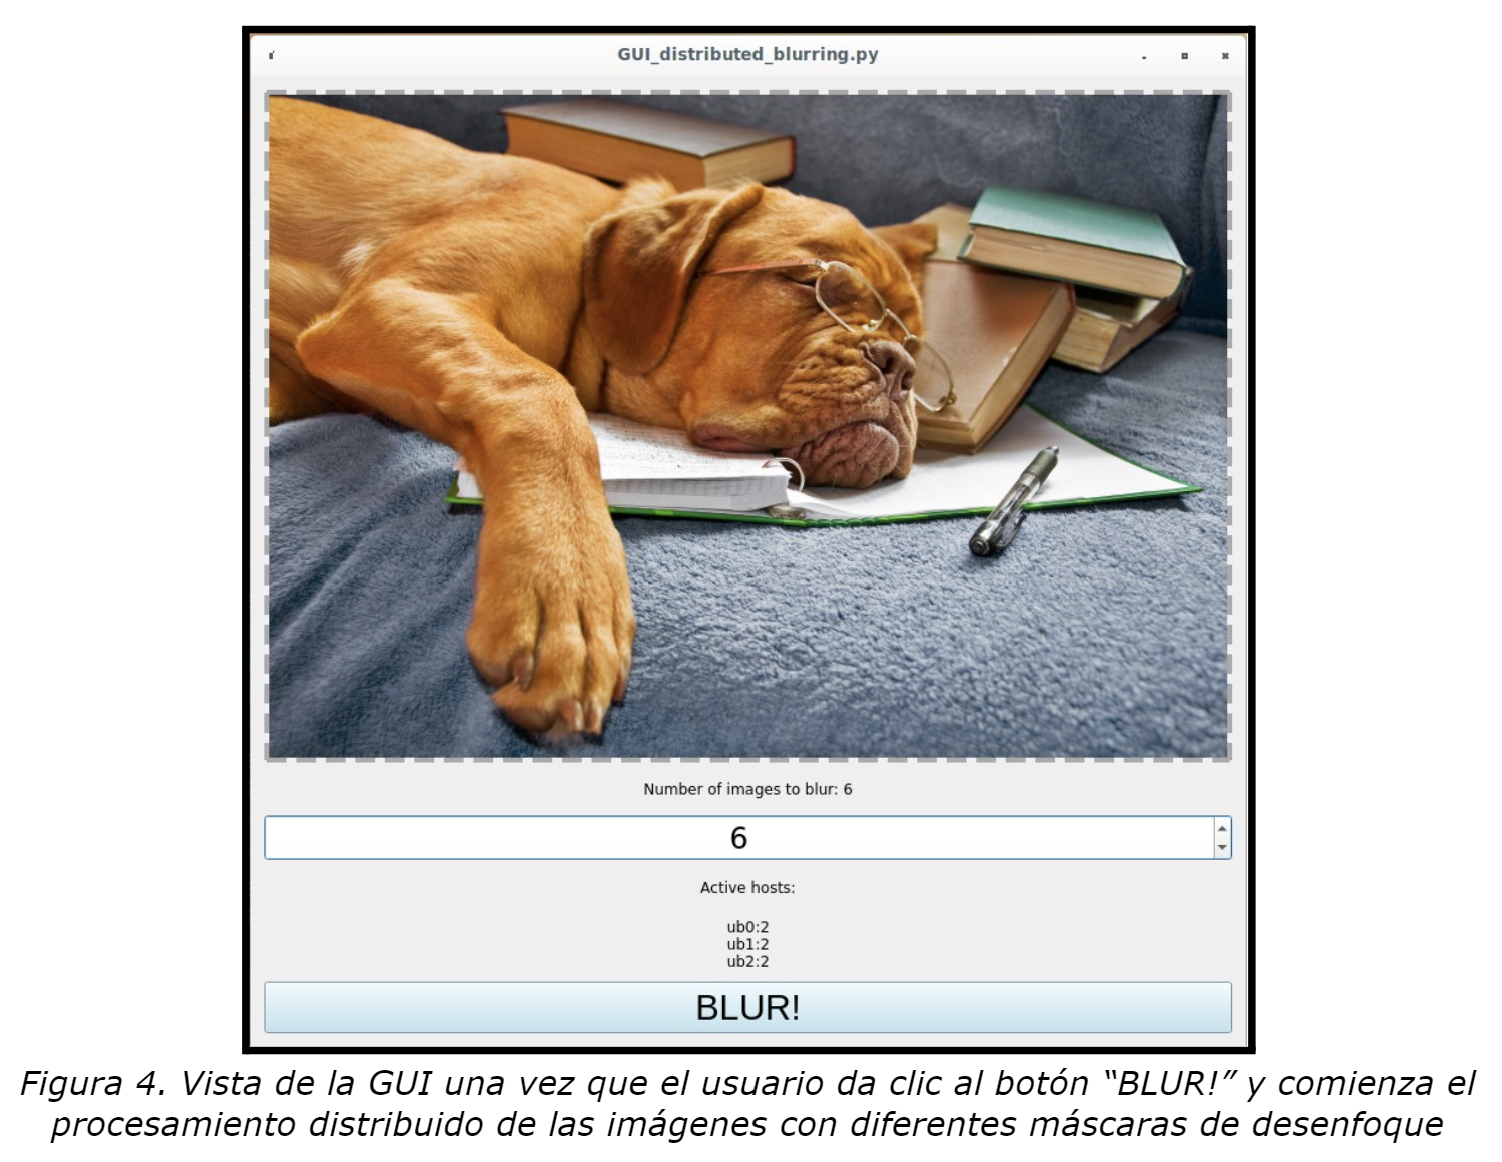 GUI_distributed_blurring.py
Number of images to blur: 6
6
Active hosts:
ub0:2
ub1:2
ub2:2
BLUR!
Figura 4. Vista de la GUI una vez que el usuario da clic al botón “BLUR!” y comienza el
procesamiento distribuido de las imágenes con diferentes máscaras de desenfoque